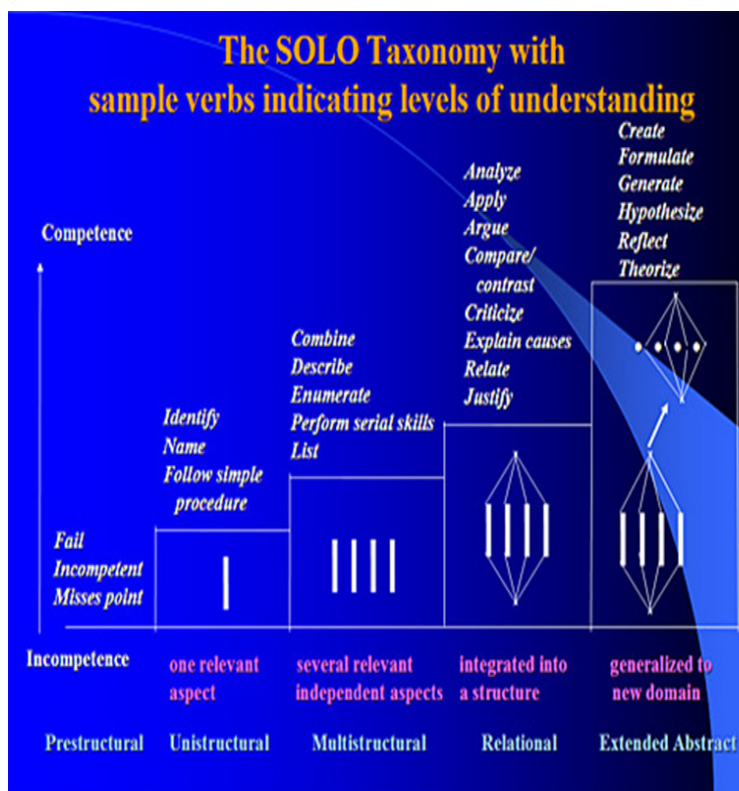 The SOLO Taxonomy with
sample verbs indicating levels of understanding
Competence
Incompetence
Fail
Incompetent
Misses point
Identify
Name
Follow simple
procedure
Combine
Describe
Enumerate
Perform serial skills
List
Analyze
Apply
Argue
Compare/
contrast
Criticize
Explain causes
Relate
Justify
Create
Formulate
Generate
Hypothesize
Reflect
Theorize
one relevant
aspect
several relevant
independent aspects
integrated into
a structure
generalized to
new domain
Prestructural
Unistructural
Multistructural
Relational
Extended Abstract